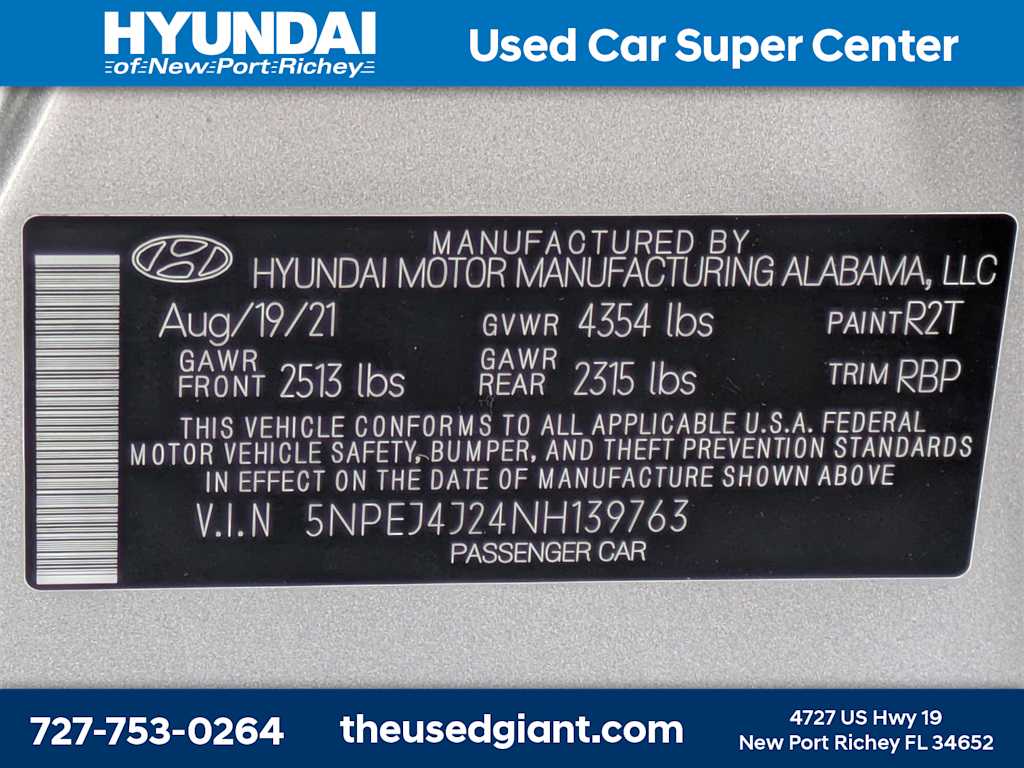 HYUNDAI
of New Port Richey
Used Car Super Center
MANUFACTURED BY
HYUNDAI MOTOR MANUFACTURING ALABAMA, LLC
Aug/19/21 GVWR 4354 lbs PAINT R2T
GAWR FRONT 2513 lbs GAWR REAR 2315 lbs TRIM RBP
THIS VEHICLE CONFORMS TO ALL APPLICABLE U.S.A. FEDERAL
MOTOR VEHICLE SAFETY, BUMPER, AND THEFT PREVENTION STANDARDS
IN EFFECT ON THE DATE OF MANUFACTURE SHOWN ABOVE
V.I.N 5NPEJ4J24NH139763
PASSENGER CAR
727-753-0264
theusedgiant.com
4727 US Hwy 19
New Port Richey FL 34652